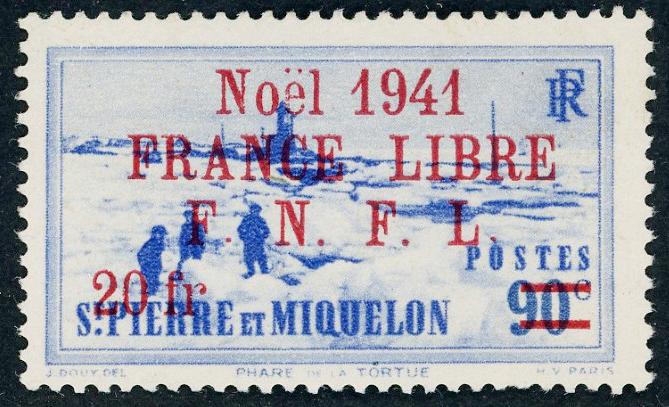 Noël 1941
RF
FRANCE LIBRE
F. N. F. L.
POSTES
20 fr
90c
St. PIERRE ET MIQUELON
J. DOUY DEL. PHARE DE LA TORTUE H. V. PARIS